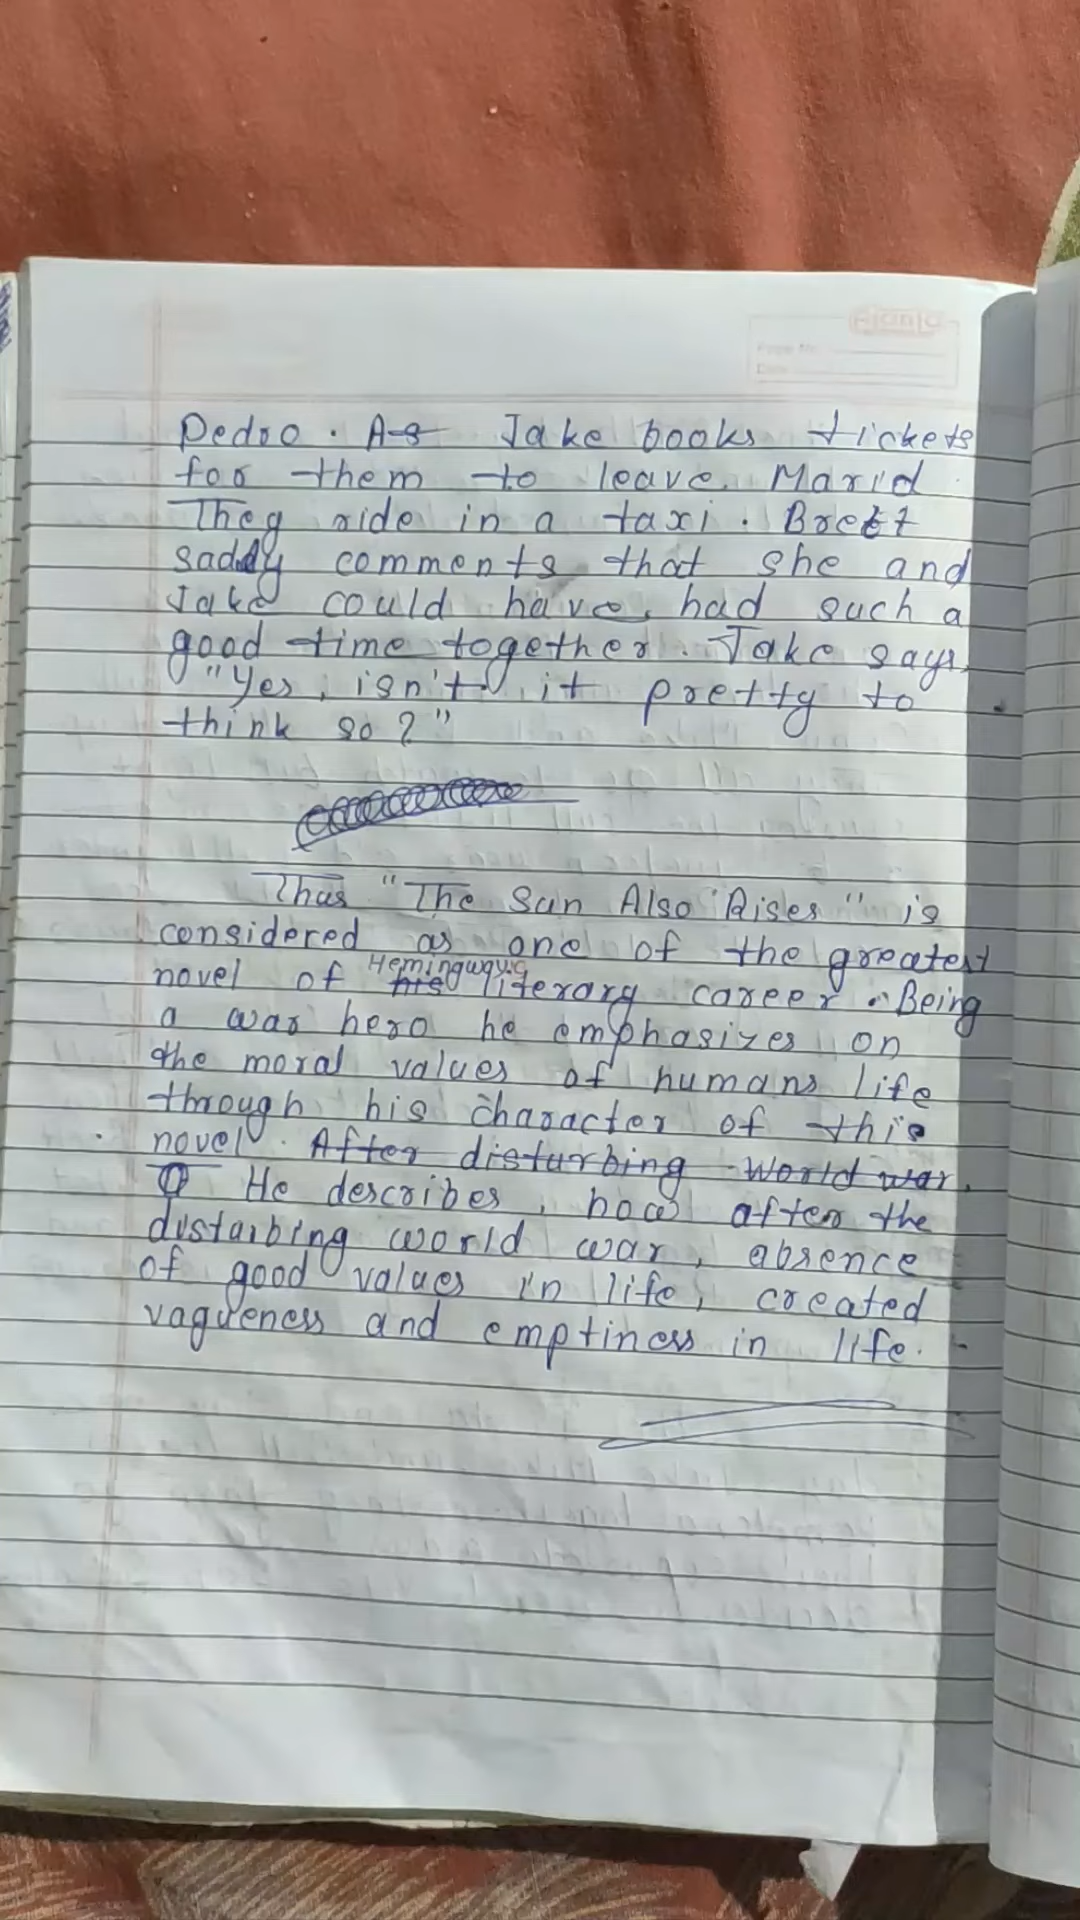 Ajanta
Page No.
Date
Pedro. As Jake books tickets
for them to leave. Marid
They ride in a taxi. Brett
sadly comments that she and
Jake could have, had such a
good time together. Jake says,
"Yes, isn't it pretty to
think so?"
Thus "The Sun Also Rises" is
considered as one of the greatest
novel of his Hemingway's literary career. Being
a war hero he emphasizes on
the moral values of humans life
through his character of this
novel. After disturbing World war.
He describes, how after the
disturbing world war, absence
of good values in life, created
vagueness and emptiness in life.